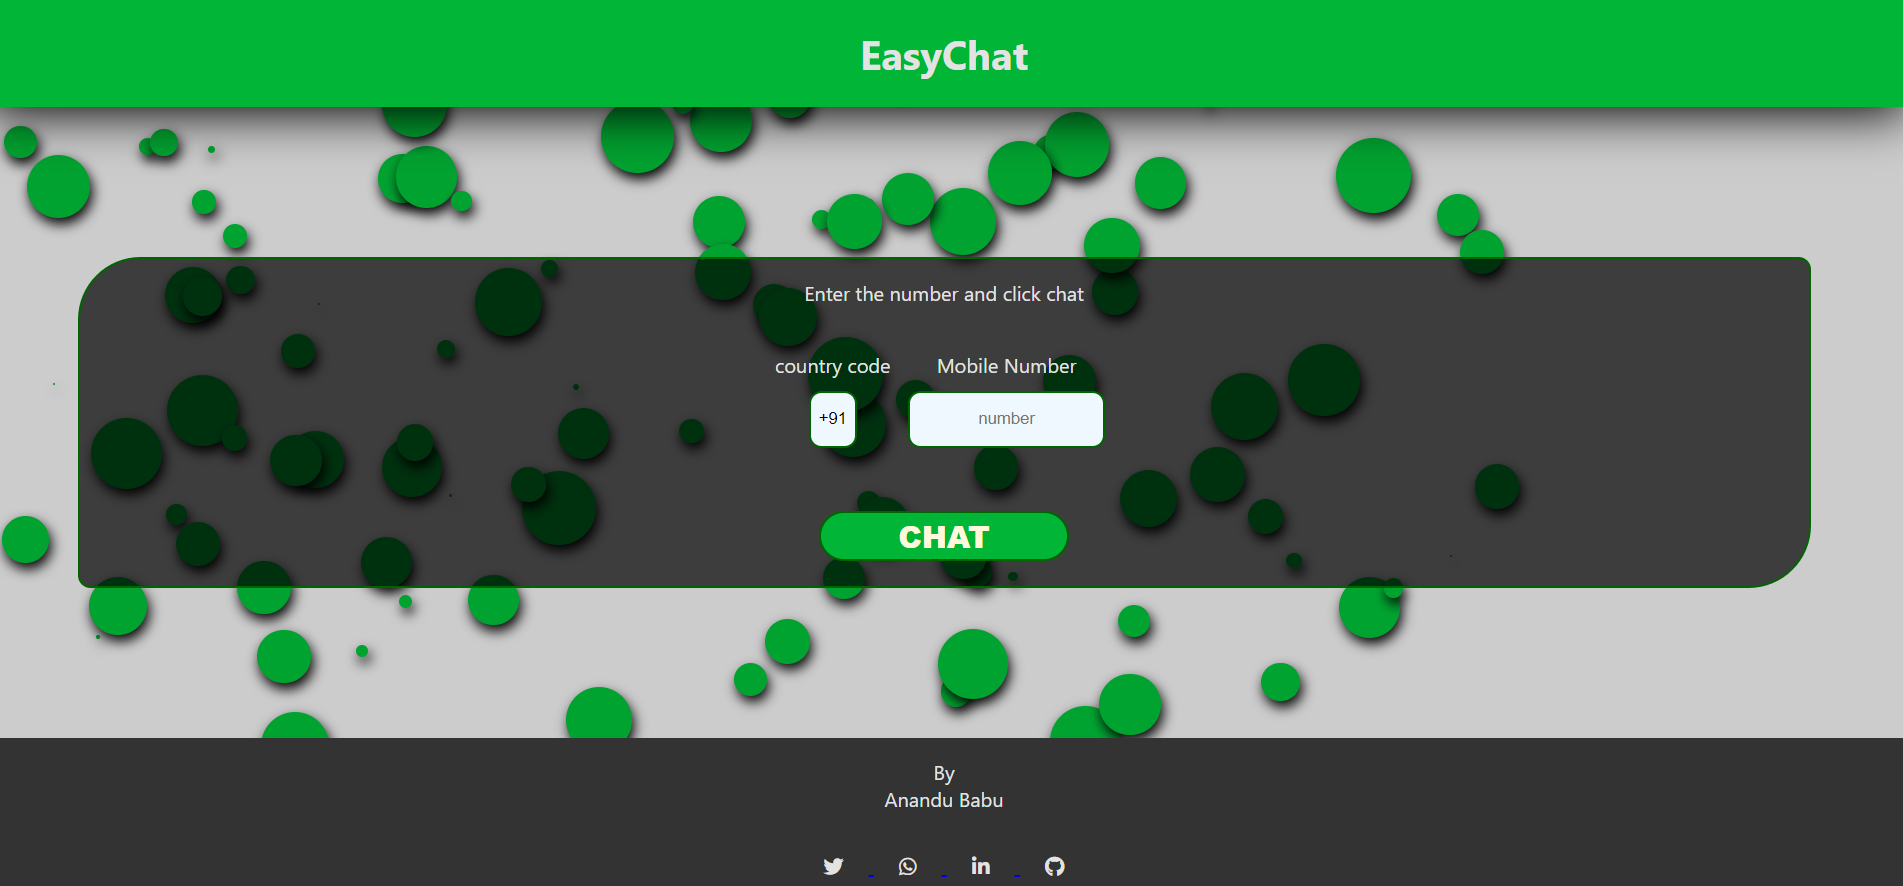 EasyChat
Enter the number and click chat
country code Mobile Number
+91 number
CHAT
By
Anandu Babu